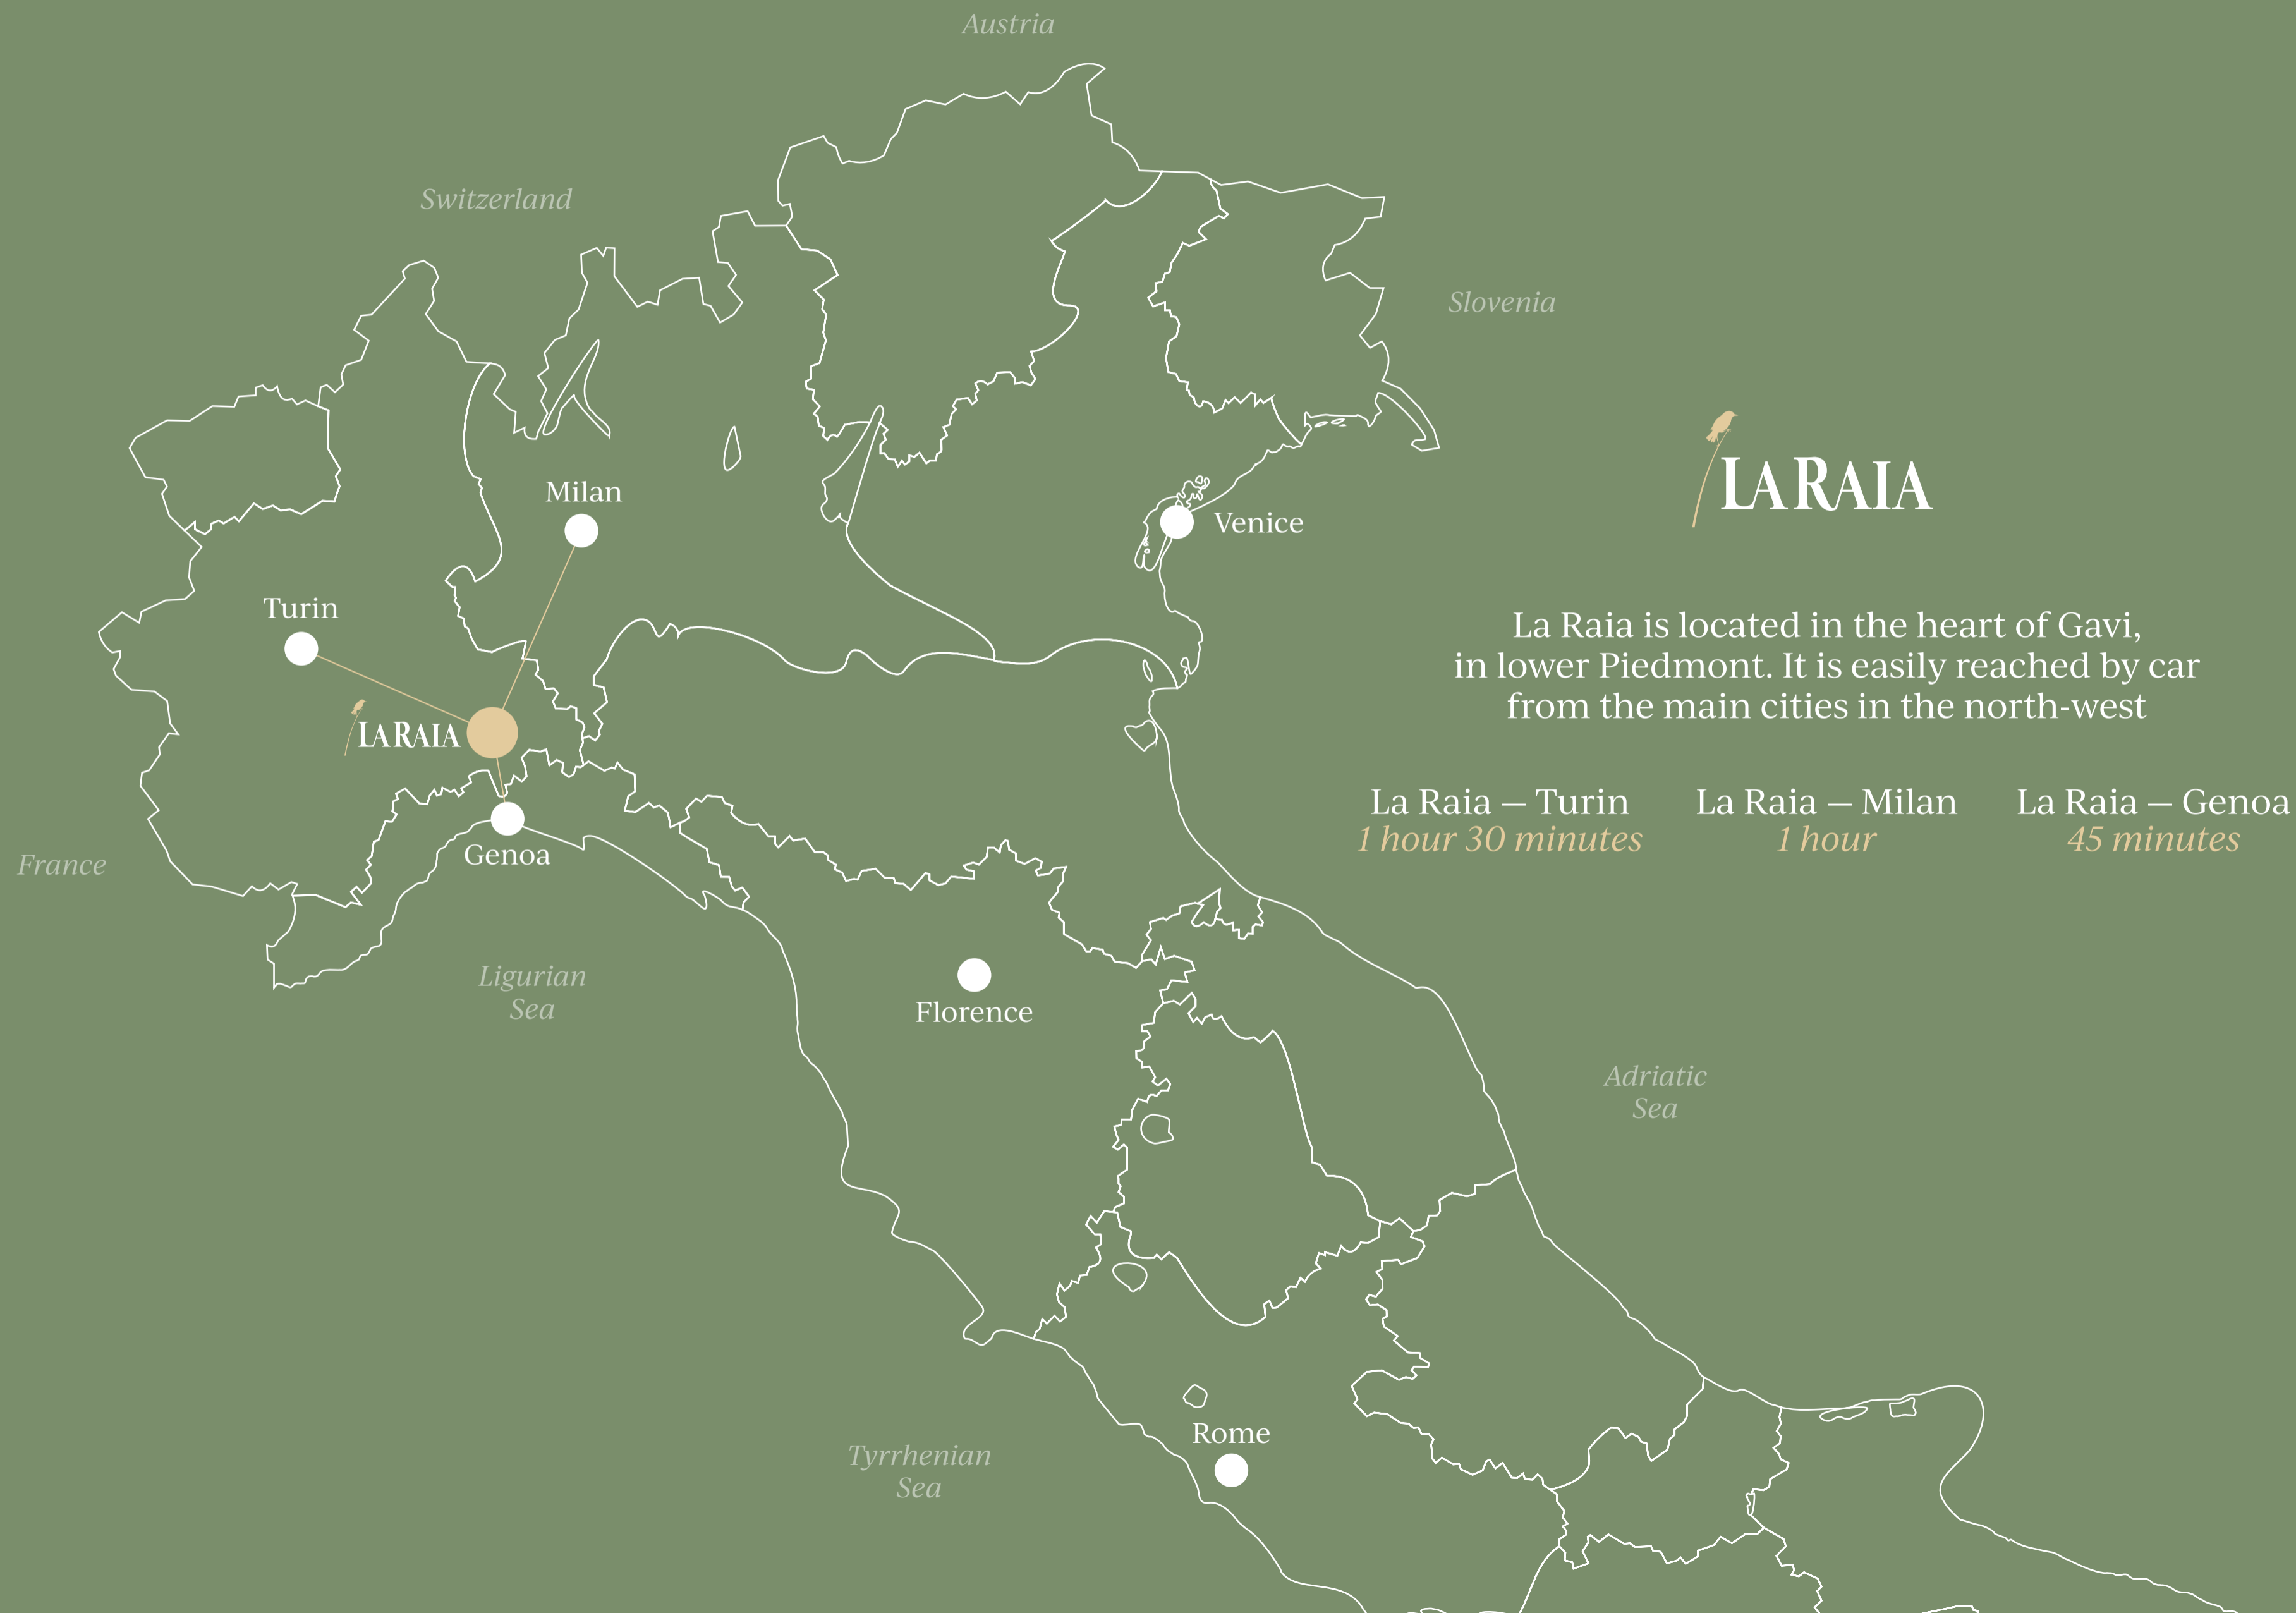 Austria
Switzerland
Slovenia
Milan
Venice
Turin
LA RAIA
Genoa
France
Ligurian
Sea
Florence
Adriatic
Sea
Rome
Tyrrhenian
Sea
LA RAIA
La Raia is located in the heart of Gavi,
in lower Piedmont. It is easily reached by car
from the main cities in the north-west
La Raia — Turin
1 hour 30 minutes
La Raia — Milan
1 hour
La Raia — Genoa
45 minutes